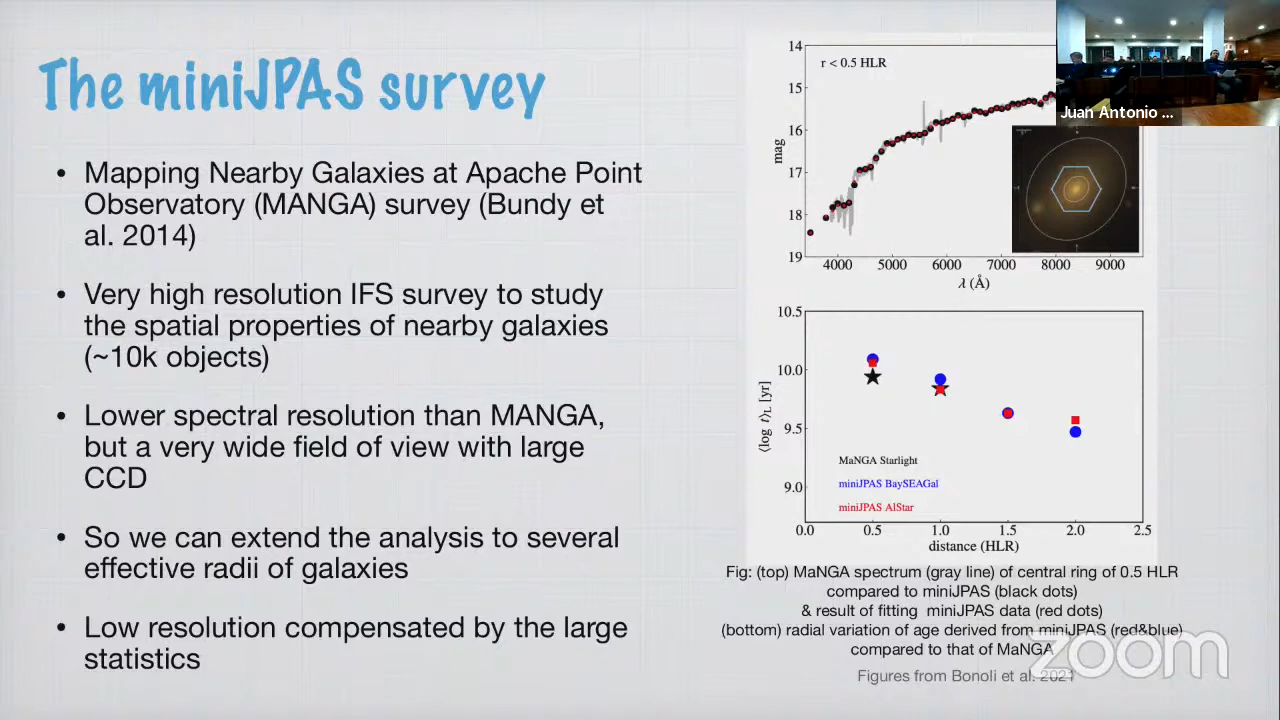 The miniJPAS survey
• Mapping Nearby Galaxies at Apache Point
Observatory (MANGA) survey (Bundy et
al. 2014)
• Very high resolution IFS survey to study
the spatial properties of nearby galaxies
(~10k objects)
• Lower spectral resolution than MANGA,
but a very wide field of view with large
CCD
• So we can extend the analysis to several
effective radii of galaxies
• Low resolution compensated by the large
statistics
Juan Antonio ...
r < 0.5 HLR
mag
14
15
16
17
18
19
4000 5000 6000 7000 8000 9000
λ (Å)
⟨log t⟩L [yr]
10.5
10.0
9.5
9.0
MaNGA Starlight
miniJPAS BaySEAGal
miniJPAS AlStar
0.0 0.5 1.0 1.5 2.0 2.5
distance (HLR)
Fig: (top) MaNGA spectrum (gray line) of central ring of 0.5 HLR
compared to miniJPAS (black dots)
& result of fitting miniJPAS data (red dots)
(bottom) radial variation of age derived from miniJPAS (red&blue)
compared to that of MaNGA
Figures from Bonoli et al. 2021
zoom